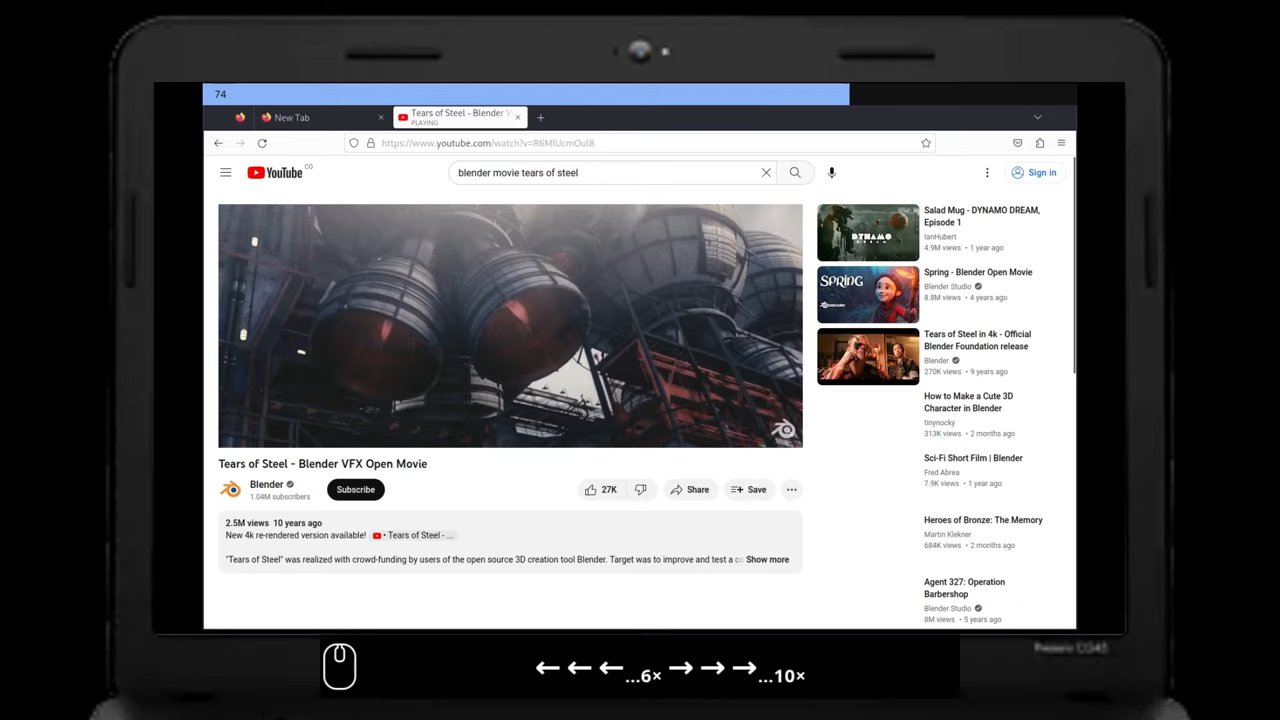 74
New Tab
Tears of Steel - Blender V
PLAYING
https://www.youtube.com/watch?v=R6MlUcmOul8
YouTube CO
blender movie tears of steel
Sign in
Salad Mug - DYNAMO DREAM,
Episode 1
IanHubert
4.9M views • 1 year ago
DYNAMO
SPRING
blender
Spring - Blender Open Movie
Blender Studio
8.8M views • 4 years ago
Tears of Steel in 4k - Official
Blender Foundation release
Blender
270K views • 9 years ago
How to Make a Cute 3D
Character in Blender
tinynocky
313K views • 2 months ago
Sci-Fi Short Film | Blender
Fred Abrea
7.9K views • 1 year ago
Heroes of Bronze: The Memory
Martin Klekner
684K views • 2 months ago
Agent 327: Operation
Barbershop
Blender Studio
8M views • 5 years ago
Tears of Steel - Blender VFX Open Movie
Blender
1.04M subscribers
Subscribe
27K
Share
Save
2.5M views 10 years ago
New 4k re-rendered version available! • Tears of Steel - ...
"Tears of Steel" was realized with crowd-funding by users of the open source 3D creation tool Blender. Target was to improve and test a co Show more
← ← ← ...6× → → → ...10×